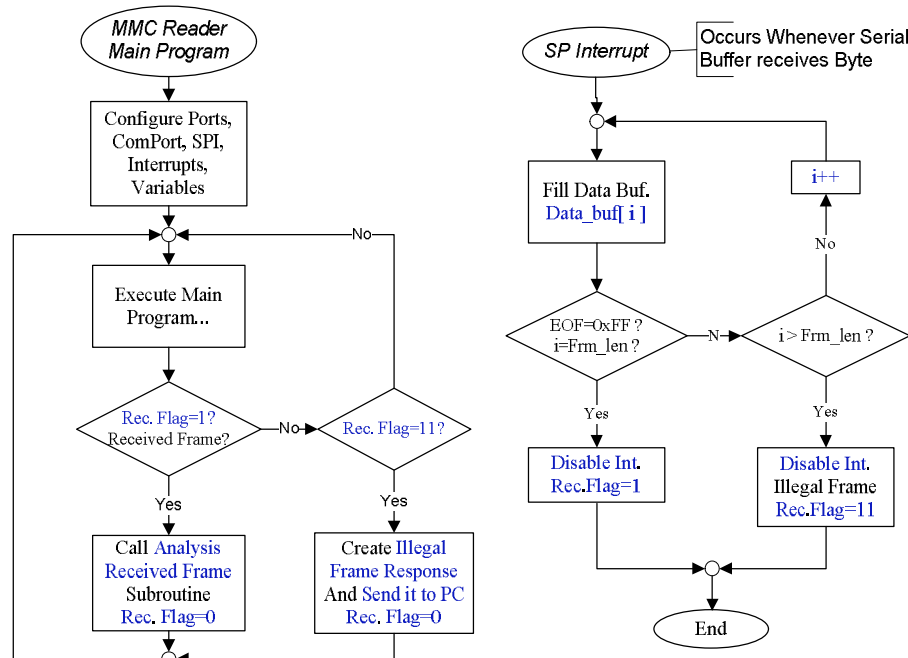 MMC Reader
Main Program
Configure Ports,
ComPort, SPI,
Interrupts,
Variables
No
Execute Main
Program...
Rec. Flag=1?
Received Frame?
No
Rec. Flag=11?
Yes
Yes
Call Analysis
Received Frame
Subroutine
Rec. Flag=0
Create Illegal
Frame Response
And Send it to PC
Rec. Flag=0
SP Interrupt
Occurs Whenever Serial
Buffer receives Byte
Fill Data Buf.
Data_buf[ i ]
i++
No
EOF=0xFF ?
i=Frm_len ?
N
i > Frm_len ?
Yes
Yes
Disable Int.
Rec.Flag=1
Disable Int.
Illegal Frame
Rec.Flag=11
End